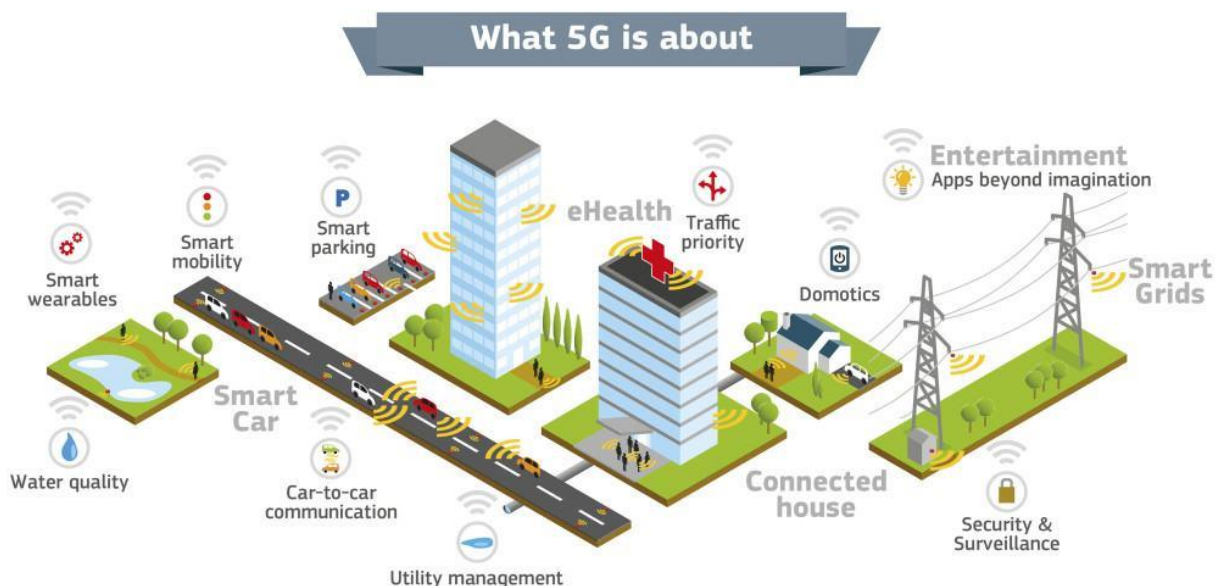 What 5G is about
Entertainment
Apps beyond imagination
eHealth
Traffic
priority
Smart
parking
P
Smart
mobility
Smart
wearables
Domotics
Smart
Grids
Smart
Car
Water quality
Car-to-car
communication
Connected
house
Security &
Surveillance
Utility management